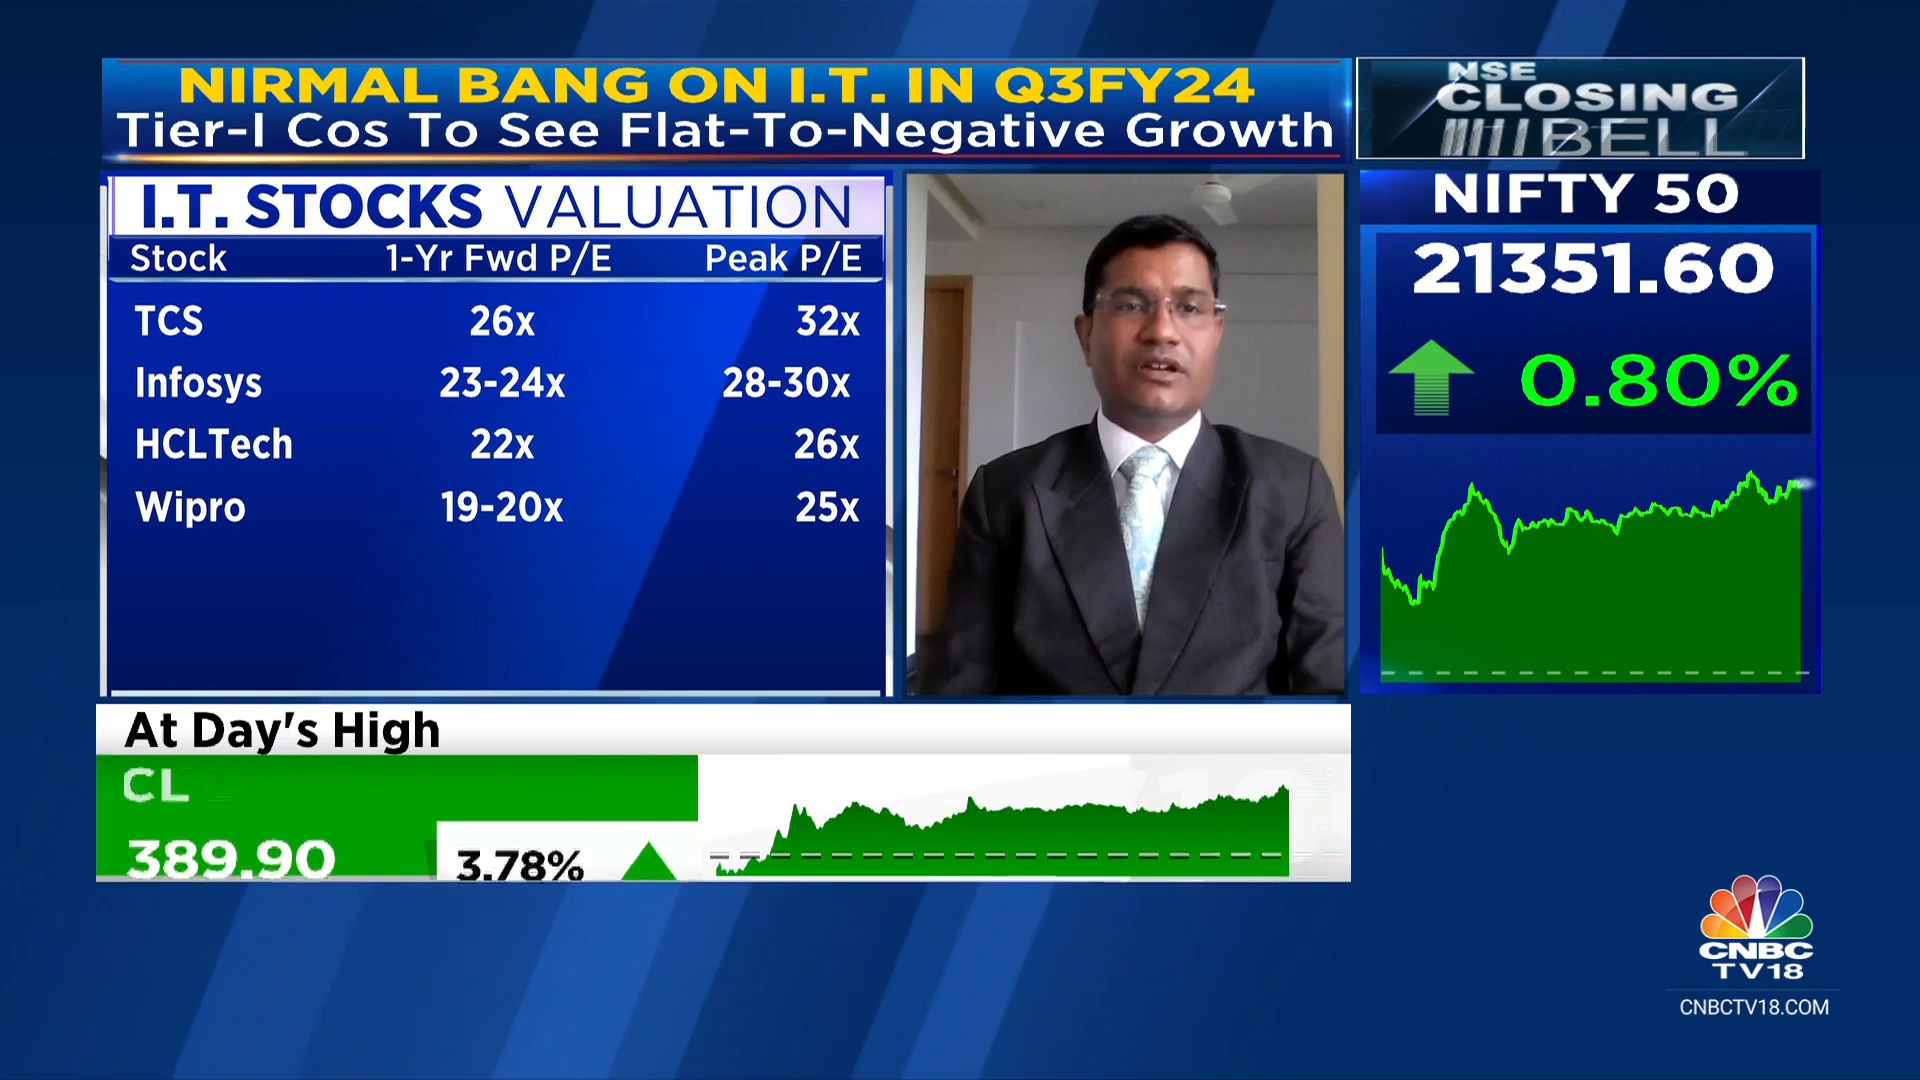 NIRMAL BANG ON I.T. IN Q3FY24
Tier-I Cos To See Flat-To-Negative Growth
NSE
CLOSING
BELL
I.T. STOCKS VALUATION
Stock 1-Yr Fwd P/E Peak P/E
TCS 26x 32x
Infosys 23-24x 28-30x
HCLTech 22x 26x
Wipro 19-20x 25x
NIFTY 50
21351.60
0.80%
At Day's High
CL
389.90
3.78%
CNBC
TV18
CNBCTV18.COM